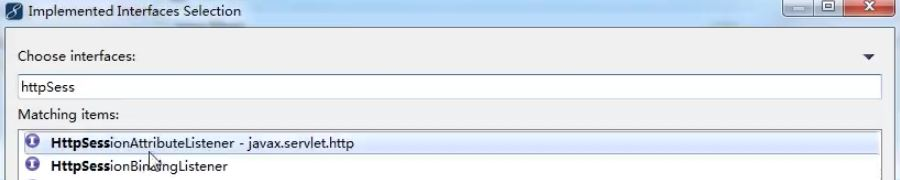 Implemented Interfaces Selection
Choose interfaces:
httpSess
Matching items:
HttpSessionAttributeListener - javax.servlet.http
HttpSessionBindingListener